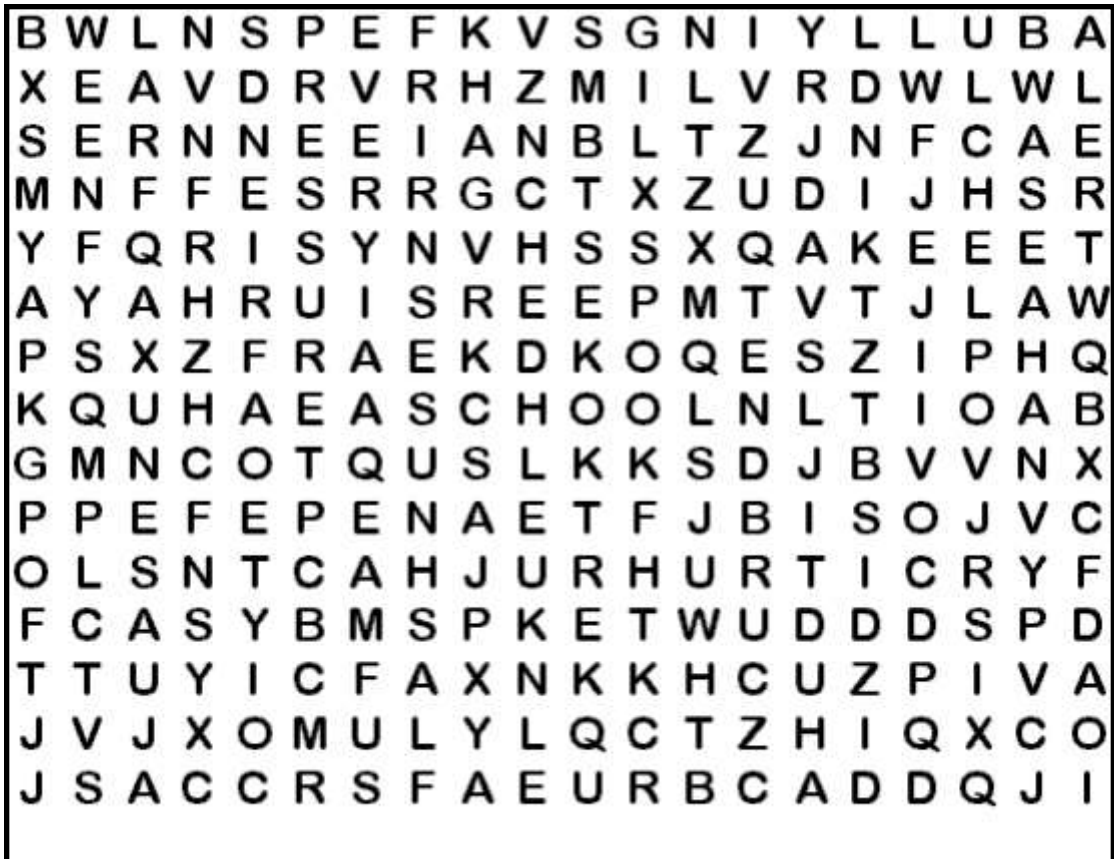 B W L N S P E F K V S G N I Y L L U B A
X E A V D R V R H Z M I L V R D W L W L
S E R N N E E I A N B L T Z J N F C A E
M N F F E S R R G C T X Z U D I J H S R
Y F Q R I S Y N V H S S X Q A K E E E T
A Y A H R U I S R E E P M T V T J L A W
P S X Z F R A E K D K O Q E S Z I P H Q
K Q U H A E A S C H O O L N L T I O A B
G M N C O T Q U S L K K S D J B V V N X
P P E F E P E N A E T F J B I S O J V C
O L S N T C A H J U R H U R T I C R Y F
F C A S Y B M S P K E T W U D D D S P D
T T U Y I C F A X N K K H C U Z P I V A
J V J X O M U L Y L Q C T Z H I Q X C O
J S A C C R S F A E U R B C A D D Q J I